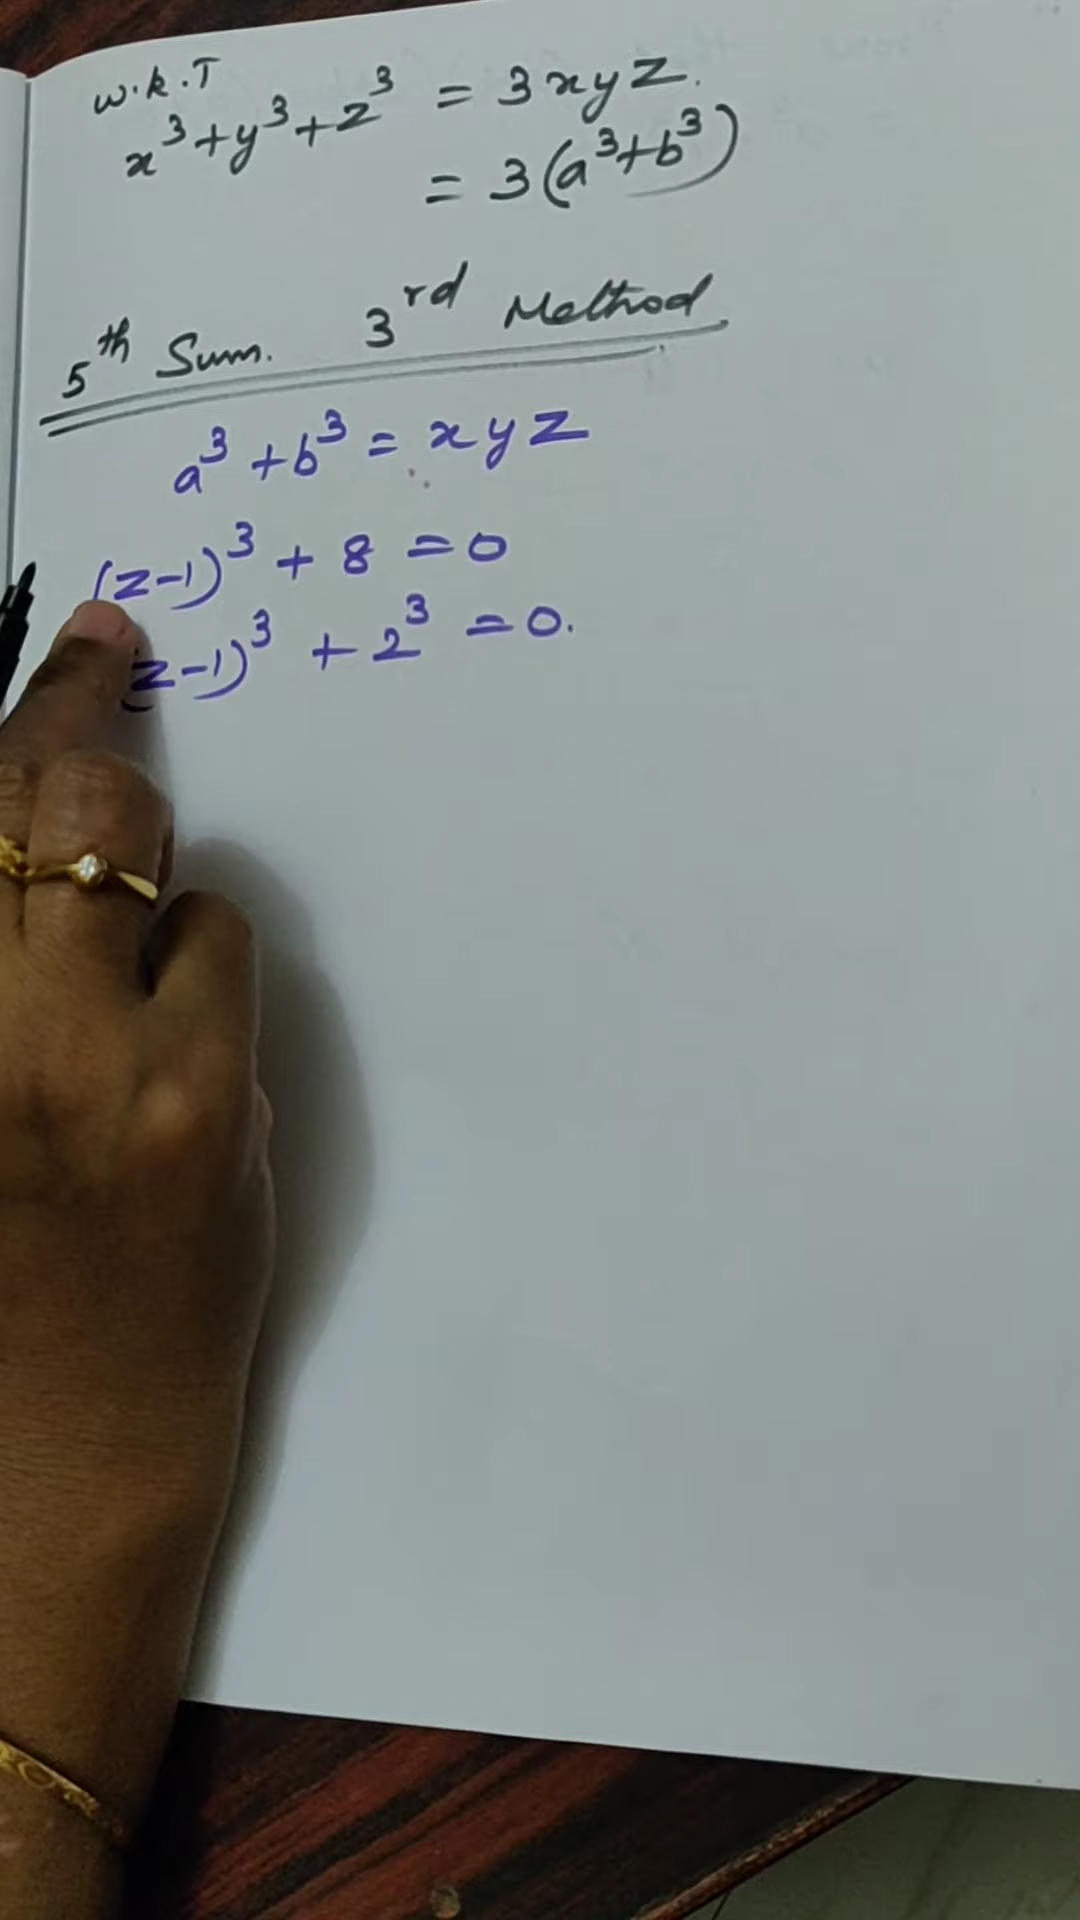 w.k.T
x³+y³+z³ = 3xyz.
= 3(a³+b³)
5th Sum. 3rd Method
a³+b³ = xyz
(z-1)³ + 8 = 0
(z-1)³ + 2³ = 0.